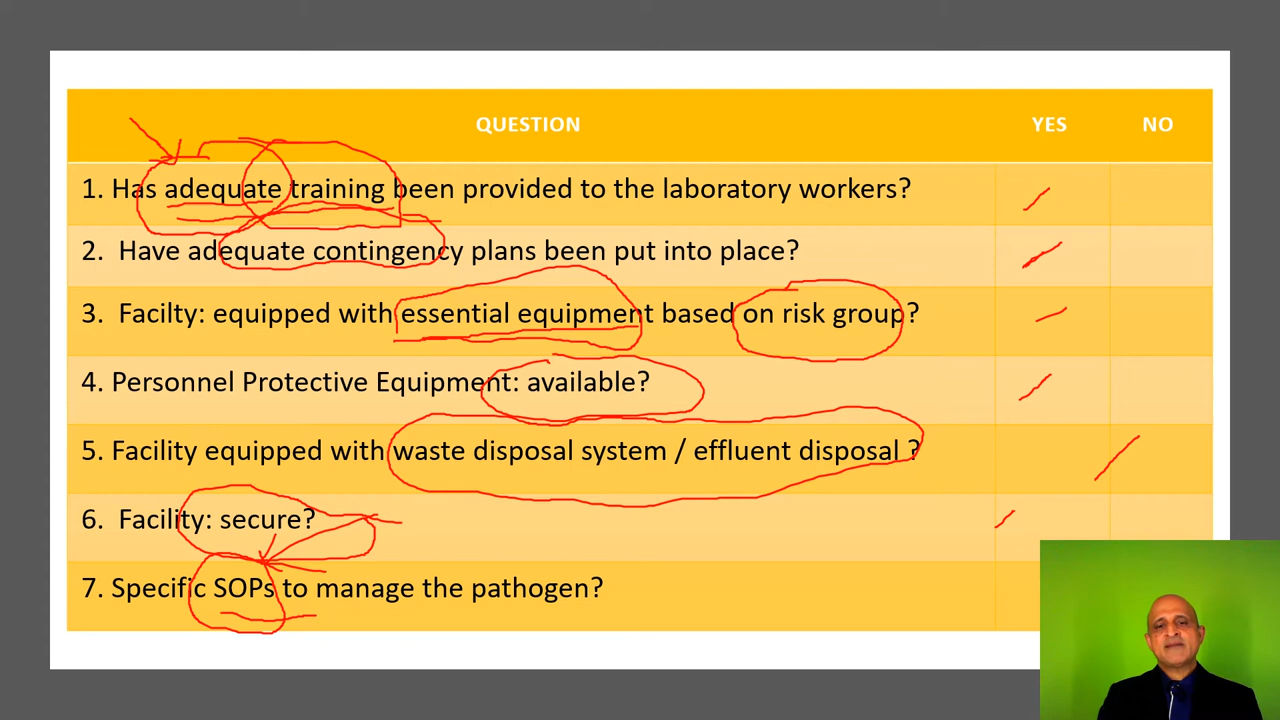 QUESTION YES NO
1. Has adequate training been provided to the laboratory workers?
2. Have adequate contingency plans been put into place?
3. Facilty: equipped with essential equipment based on risk group?
4. Personnel Protective Equipment: available?
5. Facility equipped with waste disposal system / effluent disposal ?
6. Facility: secure?
7. Specific SOPs to manage the pathogen?